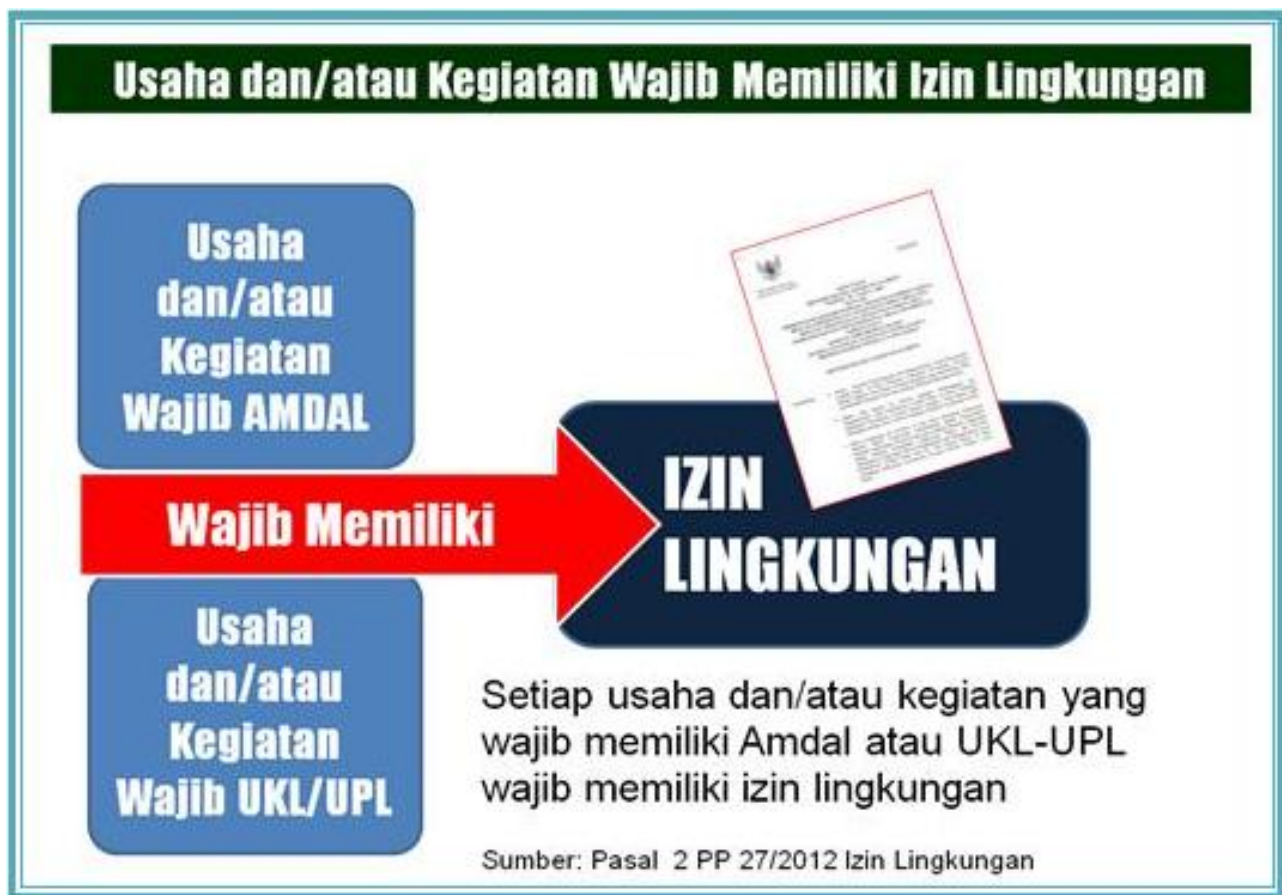 Usaha dan/atau Kegiatan Wajib Memiliki Izin Lingkungan
Usaha
dan/atau
Kegiatan
Wajib AMDAL
Wajib Memiliki
IZIN
LINGKUNGAN
Usaha
dan/atau
Kegiatan
Wajib UKL/UPL
Setiap usaha dan/atau kegiatan yang
wajib memiliki Amdal atau UKL-UPL
wajib memiliki izin lingkungan
Sumber: Pasal 2 PP 27/2012 Izin Lingkungan